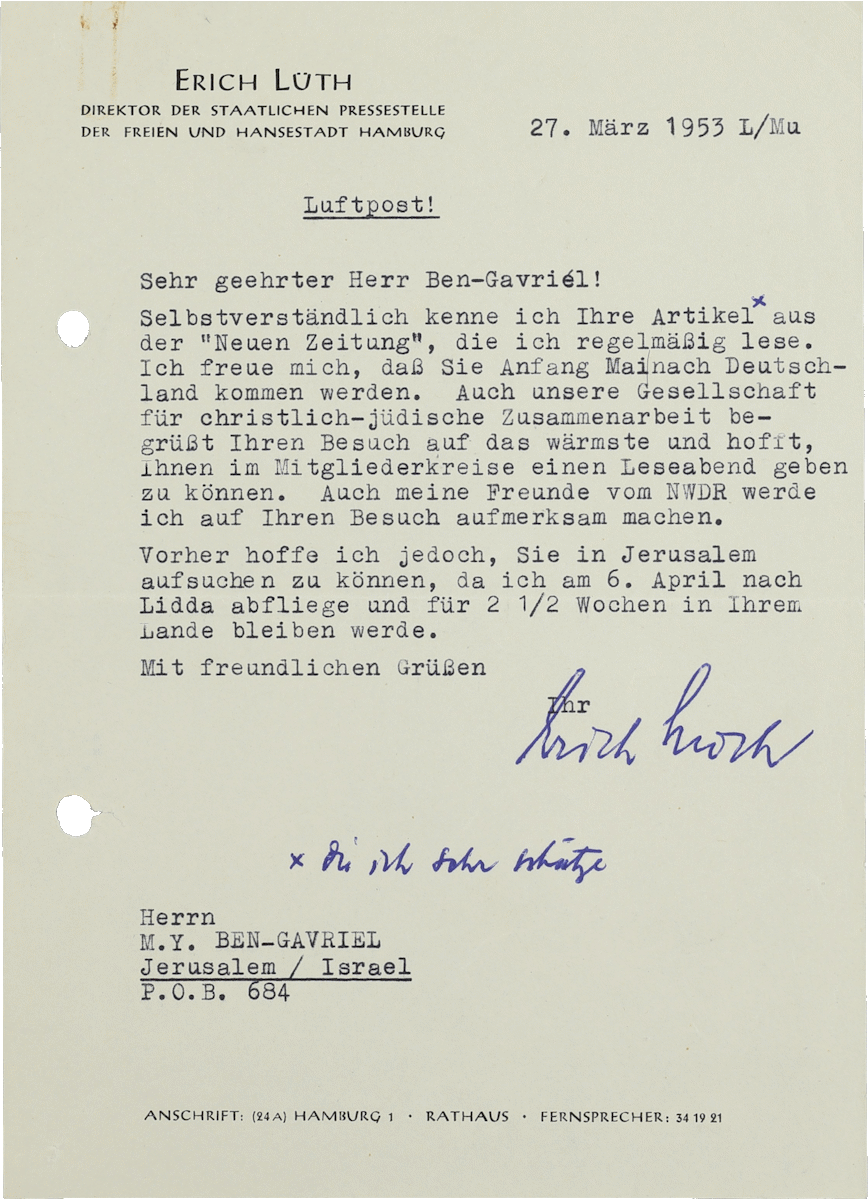 ERICH LÜTH
DIREKTOR DER STAATLICHEN PRESSESTELLE
DER FREIEN UND HANSESTADT HAMBURG
27. März 1953 L/Mu
Luftpost!
Sehr geehrter Herr Ben-Gavriél!
Selbstverständlich kenne ich Ihre Artikel x aus
der "Neuen Zeitung", die ich regelmäßig lese.
Ich freue mich, daß Sie Anfang Mai|nach Deutsch-
land kommen werden. Auch unsere Gesellschaft
für christlich-jüdische Zusammenarbeit be-
grüßt Ihren Besuch auf das wärmste und hofft,
Ihnen im Mitgliederkreise einen Leseabend geben
zu können. Auch meine Freunde vom NWDR werde
ich auf Ihren Besuch aufmerksam machen.
Vorher hoffe ich jedoch, Sie in Jerusalem
aufsuchen zu können, da ich am 6. April nach
Lidda abfliege und für 2 1/2 Wochen in Ihrem
Lande bleiben werde.
Mit freundlichen Grüßen
Ihr
Erich Lüth
x die ich sehr schätze
Herrn
M.Y. BEN-GAVRIEL
Jerusalem / Israel
P.O.B. 684
ANSCHRIFT: (24A) HAMBURG 1 · RATHAUS · FERNSPRECHER: 34 19 21